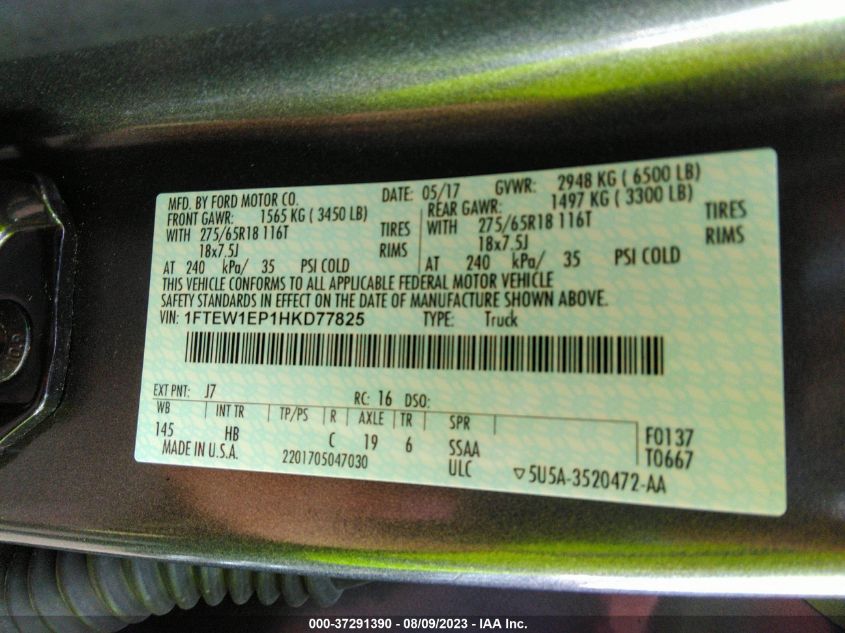 MFD. BY FORD MOTOR CO. DATE: 05/17 GVWR: 2948 KG ( 6500 LB)
FRONT GAWR: 1565 KG ( 3450 LB) REAR GAWR: 1497 KG ( 3300 LB)
WITH 275/65R18 116T TIRES WITH 275/65R18 116T TIRES
18x7.5J RIMS 18x7.5J RIMS
AT 240 kPa/ 35 PSI COLD AT 240 kPa/ 35 PSI COLD
THIS VEHICLE CONFORMS TO ALL APPLICABLE FEDERAL MOTOR VEHICLE
SAFETY STANDARDS IN EFFECT ON THE DATE OF MANUFACTURE SHOWN ABOVE.
VIN: 1FTEW1EP1HKD77825 TYPE: Truck
EXT PNT: J7 RC: 16 DSO:
WB INT TR TP/PS R AXLE TR SPR
145 HB C 19 6 SSAA F0137
MADE IN U.S.A. 2201705047030 ULC T0667
▽5U5A-3520472-AA
000-37291390 - 08/09/2023 - IAA Inc.